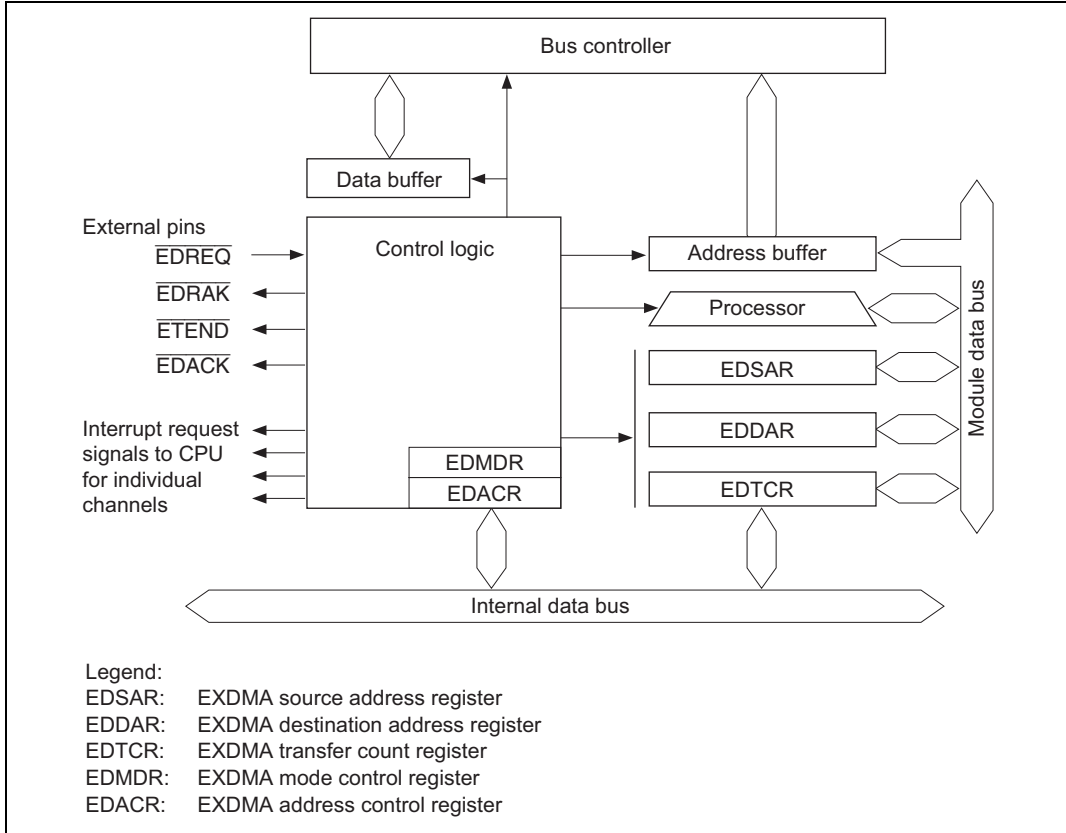 Bus controller
Data buffer
External pins
EDREQ
EDRAK
ETEND
EDACK
Interrupt request
signals to CPU
for individual
channels
Control logic
EDMDR
EDACR
Address buffer
Processor
EDSAR
EDDAR
EDTCR
Module data bus
Internal data bus
Legend:
EDSAR: EXDMA source address register
EDDAR: EXDMA destination address register
EDTCR: EXDMA transfer count register
EDMDR: EXDMA mode control register
EDACR: EXDMA address control register